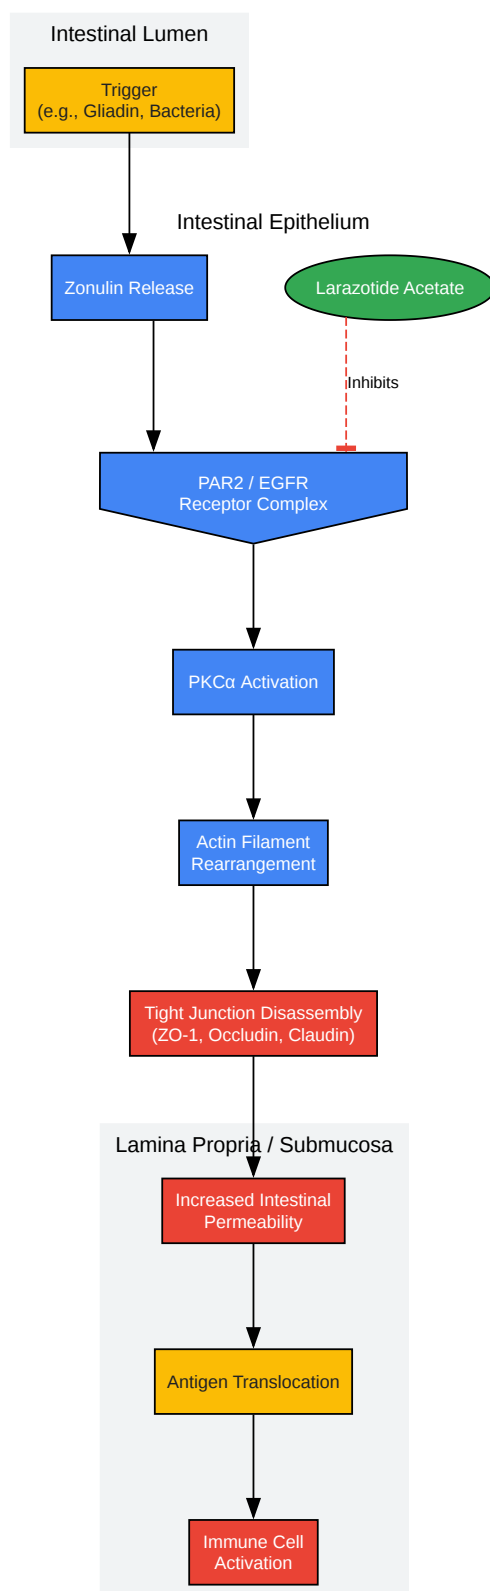 Intestinal Lumen
Trigger
(e.g., Gliadin, Bacteria)
Intestinal Epithelium
Zonulin Release
Larazotide Acetate
Inhibits
PAR2 / EGFR
Receptor Complex
PKCα Activation
Actin Filament
Rearrangement
Tight Junction Disassembly
(ZO-1, Occludin, Claudin)
Lamina Propria / Submucosa
Increased Intestinal
Permeability
Antigen Translocation
Immune Cell
Activation